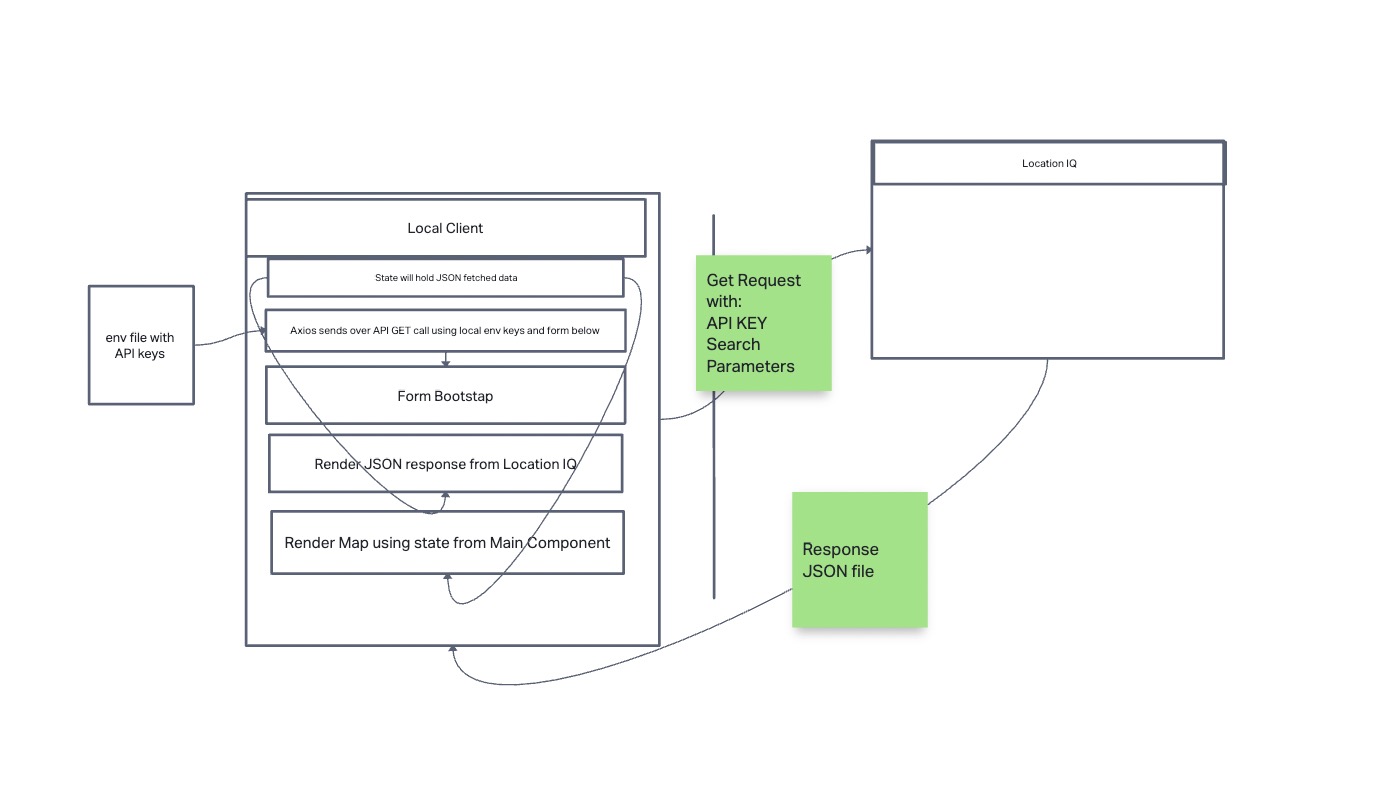 Location IQ
Local Client
State will hold JSON fetched data
Axios sends over API GET call using local env keys and form below
env file with
API keys
Form Bootstap
Render JSON response from Location IQ
Render Map using state from Main Component
Get Request
with:
API KEY
Search
Parameters
Response
JSON file